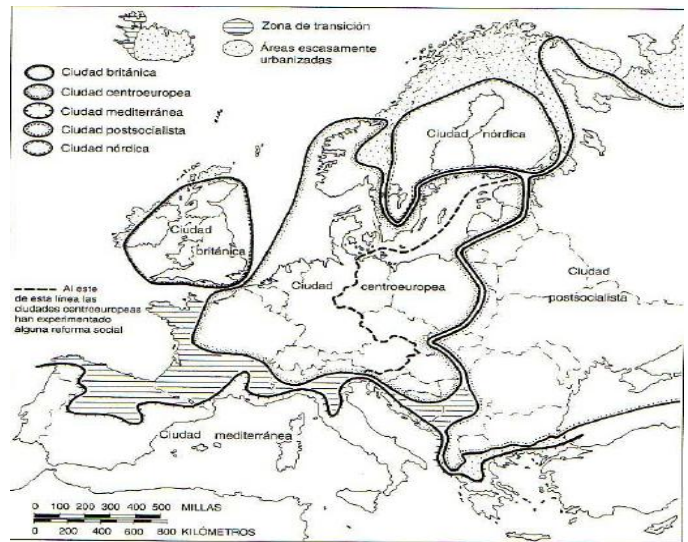 Zona de transición
Áreas escasamente
urbanizadas
Ciudad británica
Ciudad centroeuropea
Ciudad mediterránea
Ciudad postsocialista
Ciudad nórdica
Ciudad nórdica
Ciudad
británica
Al este
de esta línea las
ciudades centroeuropeas
han experimentado
alguna reforma social
Ciudad centroeuropea
Ciudad
postsocialista
Ciudad mediterránea
0 100 200 300 400 500 MILLAS
0 200 400 600 800 KILÓMETROS